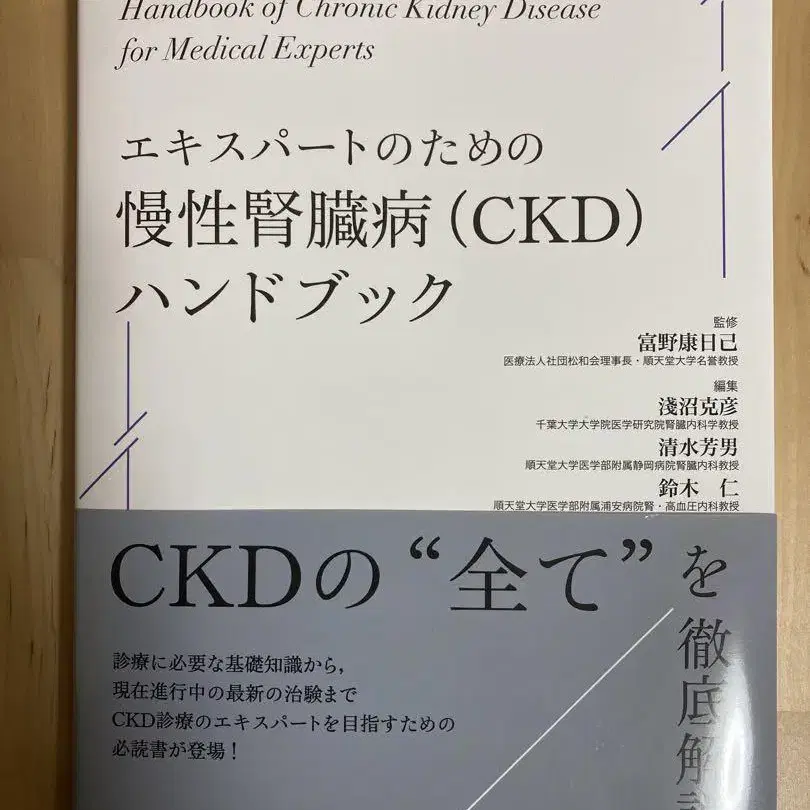 Handbook of Chronic Kidney Disease
for Medical Experts
エキスパートのための
慢性腎臓病（CKD）
ハンドブック
監修
富野康日己
医療法人社団松和会理事長・順天堂大学名誉教授
編集
淺沼克彦
千葉大学大学院医学研究院腎臓内科学教授
清水芳男
順天堂大学医学部附属静岡病院腎臓内科教授
鈴木　仁
順天堂大学医学部附属浦安病院腎・高血圧内科教授
CKDの“全て”を
徹底解
診療に必要な基礎知識から，
現在進行中の最新の治験まで
CKD診療のエキスパートを目指すための
必読書が登場！